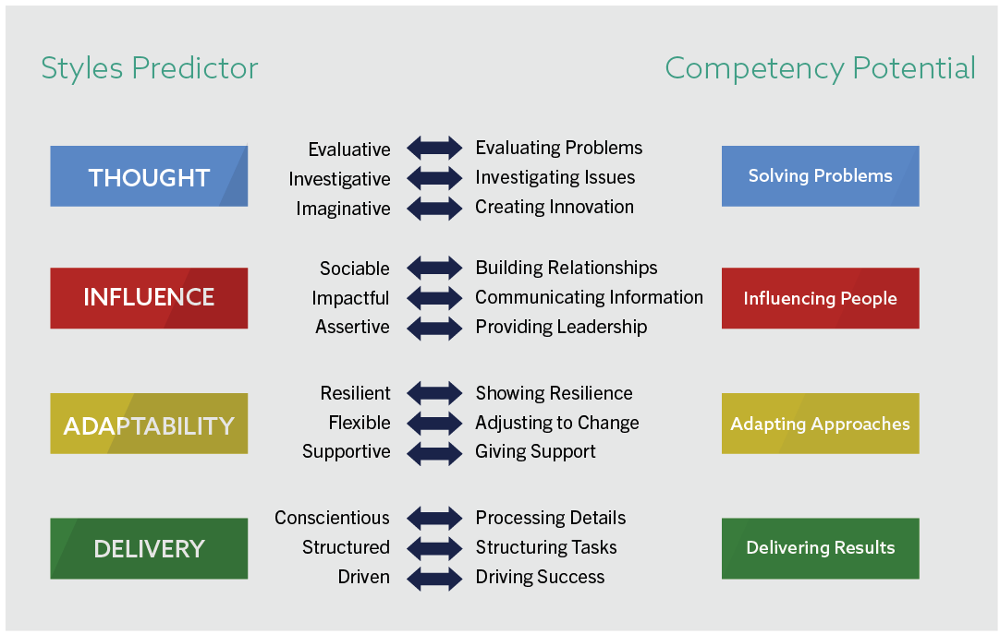 Styles Predictor
Competency Potential
THOUGHT
Evaluative
Evaluating Problems
Investigative
Investigating Issues
Imaginative
Creating Innovation
Solving Problems
INFLUENCE
Sociable
Building Relationships
Impactful
Communicating Information
Assertive
Providing Leadership
Influencing People
ADAPTABILITY
Resilient
Showing Resilience
Flexible
Adjusting to Change
Supportive
Giving Support
Adapting Approaches
DELIVERY
Conscientious
Processing Details
Structured
Structuring Tasks
Driven
Driving Success
Delivering Results